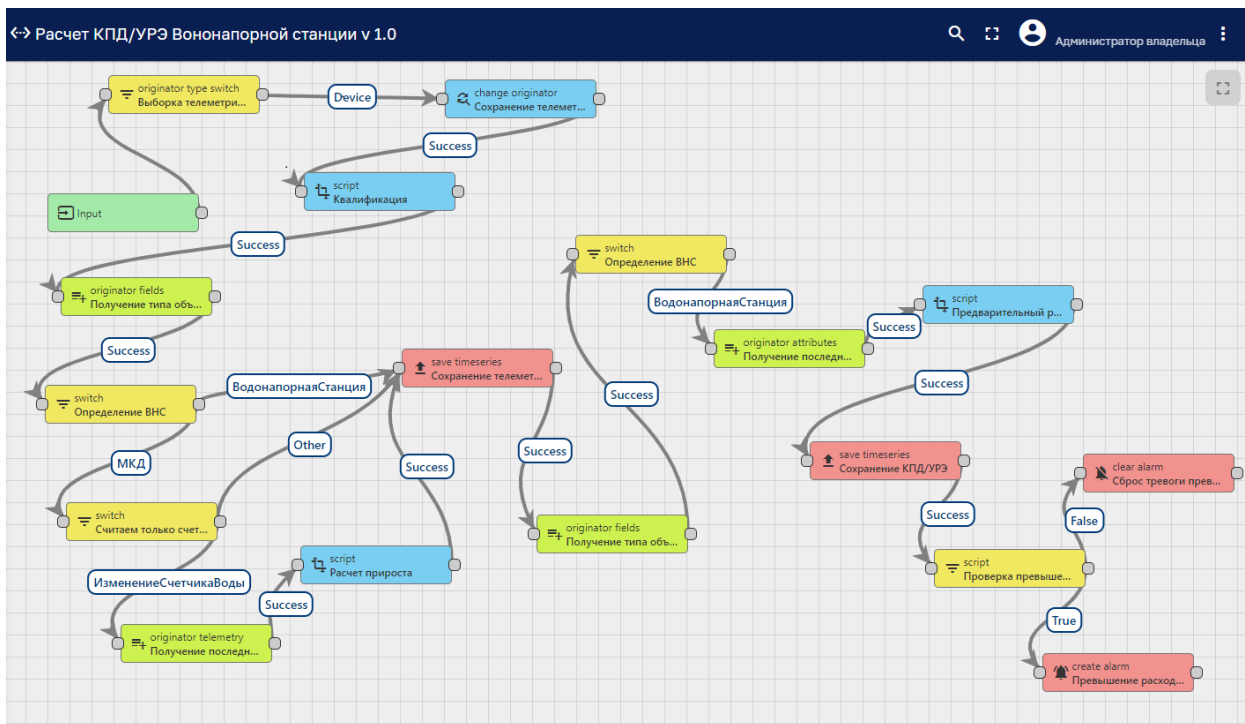 Расчет КПД/УРЭ Вононапорной станции v 1.0
Администратор владельца
originator type switch
Выборка телеметри...
Device
change originator
Сохранение телемет...
Success
script
Квалификация
Input
Success
originator fields
Получение типа объ...
Success
switch
Определение ВНС
ВодонапорнаяСтанция
МКД
Other
switch
Считаем только счет...
ИзменениеСчетчикаВоды
originator telemetry
Получение последн...
Success
script
Расчет прироста
Success
save timeseries
Сохранение телемет...
Success
originator fields
Получение типа объ...
Success
switch
Определение ВНС
ВодонапорнаяСтанция
originator attributes
Получение последн...
Success
script
Предварительный р...
Success
save timeseries
Сохранение КПД/УРЭ
Success
script
Проверка превыше...
False
clear alarm
Сброс тревоги прев...
True
create alarm
Превышение расход...